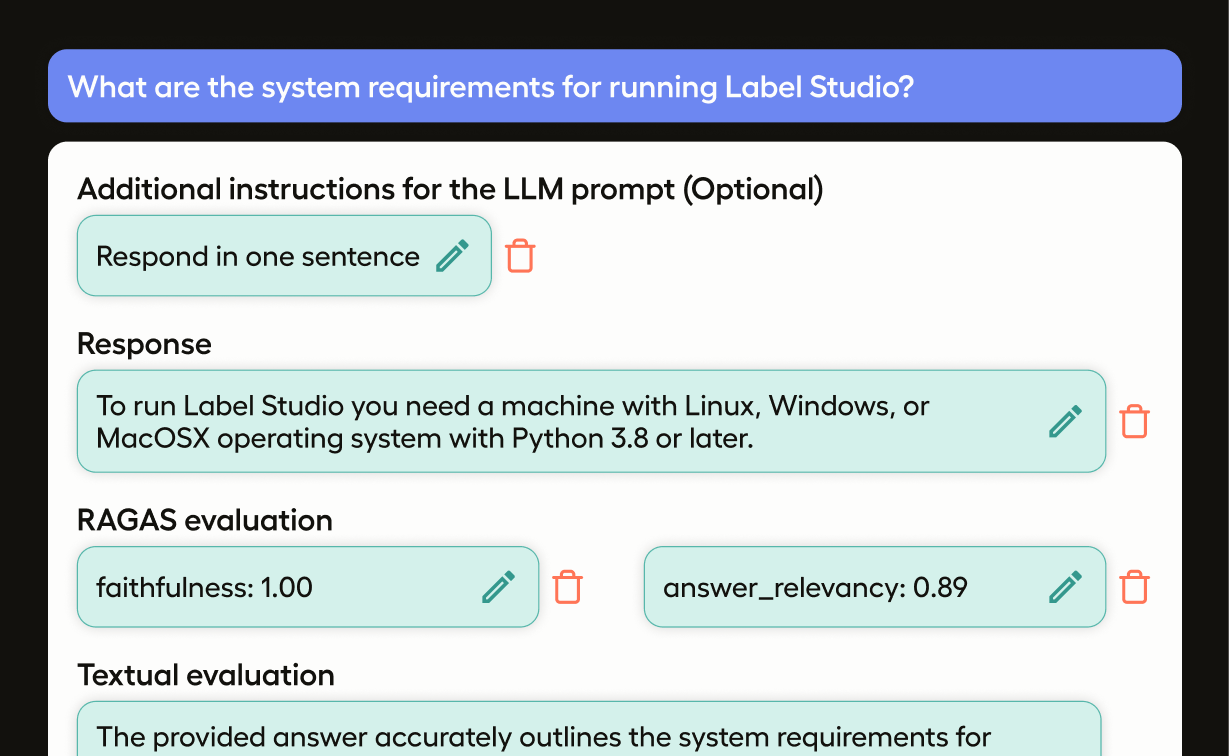 What are the system requirements for running Label Studio?
Additional instructions for the LLM prompt (Optional)
Respond in one sentence
Response
To run Label Studio you need a machine with Linux, Windows, or
MacOSX operating system with Python 3.8 or later.
RAGAS evaluation
faithfulness: 1.00
answer_relevancy: 0.89
Textual evaluation
The provided answer accurately outlines the system requirements for